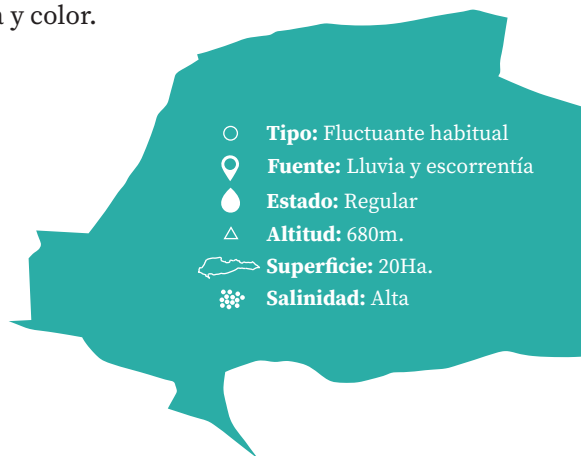 y color.
Tipo: Fluctuante habitual
Fuente: Lluvia y escorrentía
Estado: Regular
Altitud: 680m.
Superficie: 20Ha.
Salinidad: Alta